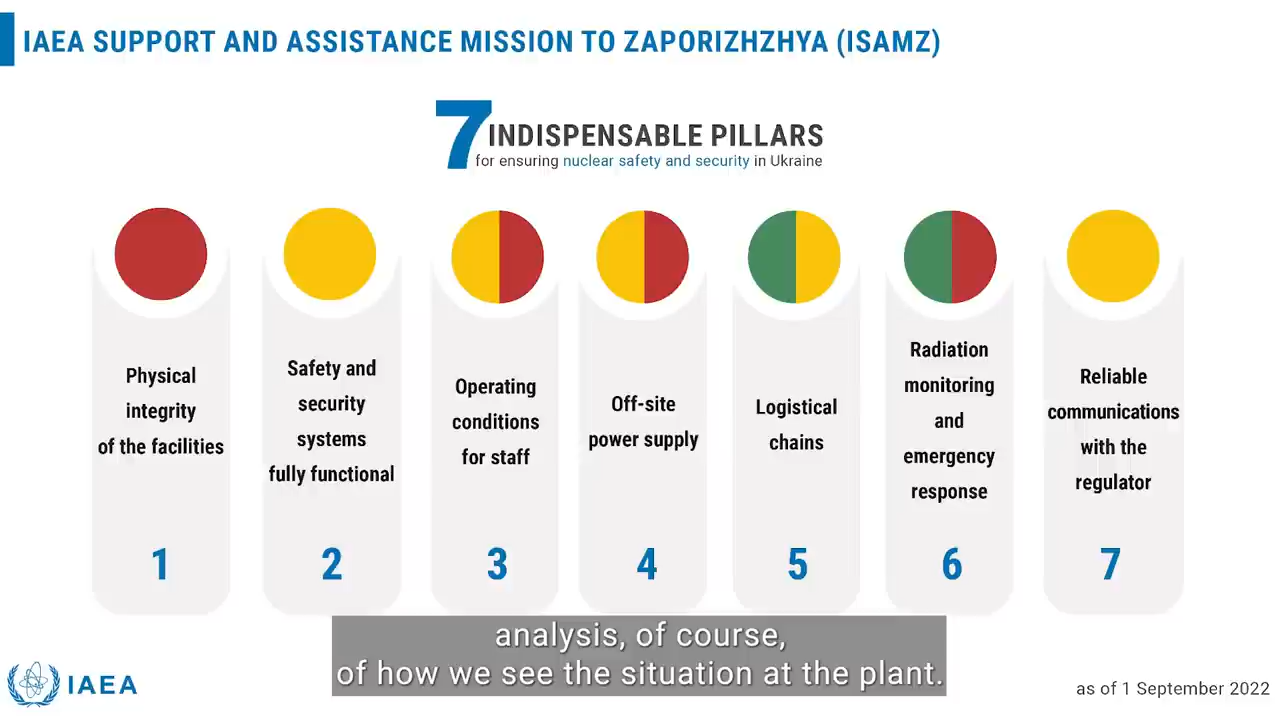 IAEA SUPPORT AND ASSISTANCE MISSION TO ZAPORIZHZHYA (ISAMZ)
7 INDISPENSABLE PILLARS
for ensuring nuclear safety and security in Ukraine
Physical
integrity
of the facilities
1
Safety and
security
systems
fully functional
2
Operating
conditions
for staff
3
Off-site
power supply
4
Logistical
chains
5
Radiation
monitoring
and
emergency
response
6
Reliable
communications
with the
regulator
7
analysis, of course,
of how we see the situation at the plant.
IAEA
as of 1 September 2022